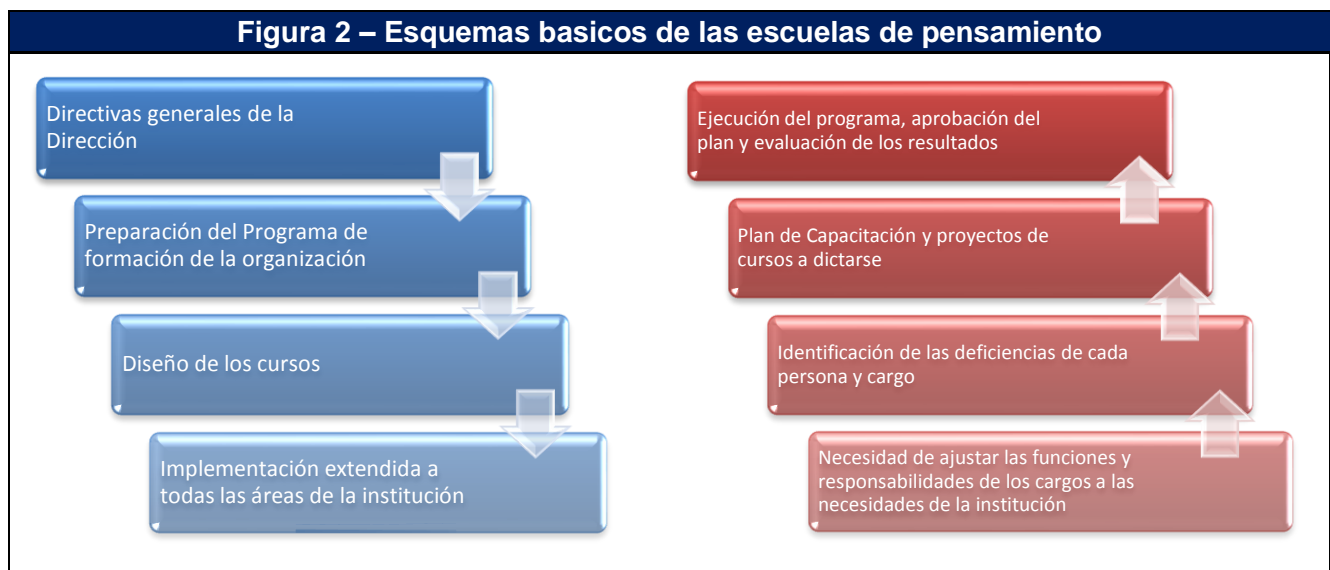 Figura 2 – Esquemas basicos de las escuelas de pensamiento
Directivas generales de la
Dirección
Preparación del Programa de
formación de la organización
Diseño de los cursos
Implementación extendida a
todas las áreas de la institución
Ejecución del programa, aprobación del
plan y evaluación de los resultados
Plan de Capacitación y proyectos de
cursos a dictarse
Identificación de las deficiencias de cada
persona y cargo
Necesidad de ajustar las funciones y
responsabilidades de los cargos a las
necesidades de la institución